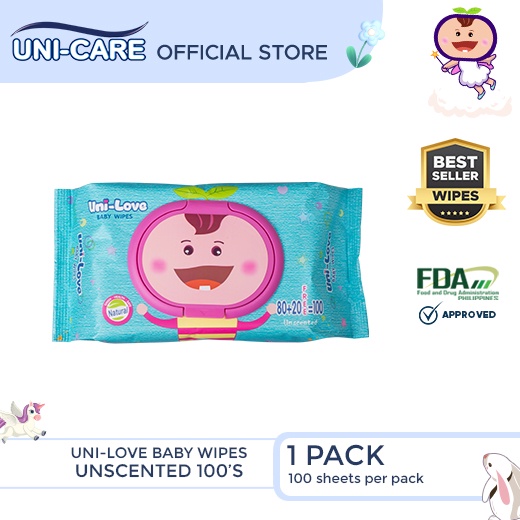 UNI-CARE OFFICIAL STORE
BEST
SELLER
WIPES
Uni-Love
BABY WIPES
Uni-Love
Uni-Love
Natural
80+20 =100
Unscented
FDA
Food and Drug Administration
PHILIPPINES
APPROVED
UNI-LOVE BABY WIPES
UNSCENTED 100'S
1 PACK
100 sheets per pack